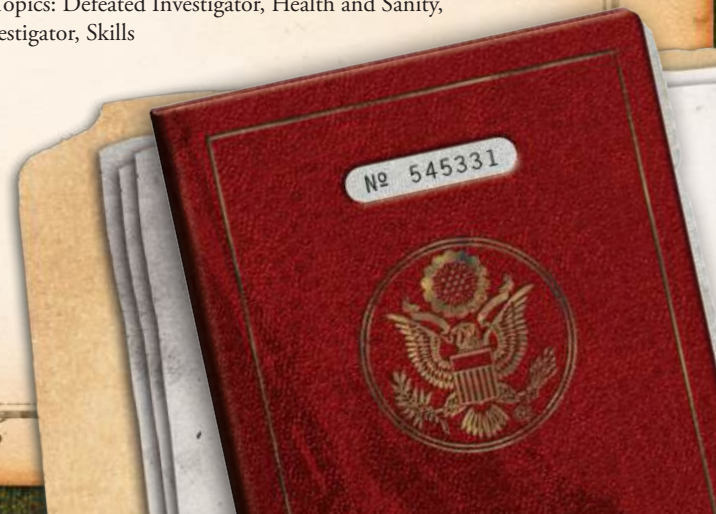 Topics: Defeated Investigator, Health and Sanity,
estigator, Skills
Nº 545331